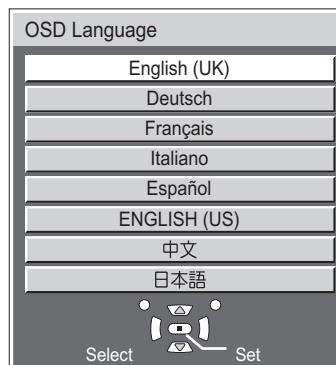 OSD Language
English (UK)
Deutsch
Français
Italiano
Español
ENGLISH (US)
中文
日本語
Select Set